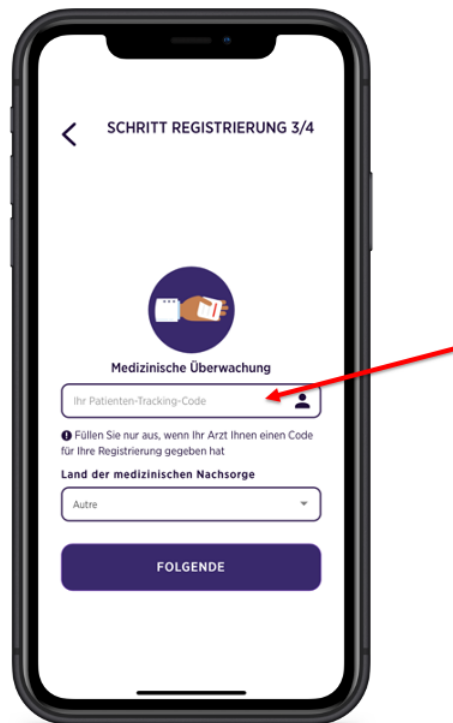 SCHRITT REGISTRIERUNG 3/4
Medizinische Überwachung
Ihr Patienten-Tracking-Code
Füllen Sie nur aus, wenn Ihr Arzt Ihnen einen Code
für Ihre Registrierung gegeben hat
Land der medizinischen Nachsorge
Autre
FOLGENDE